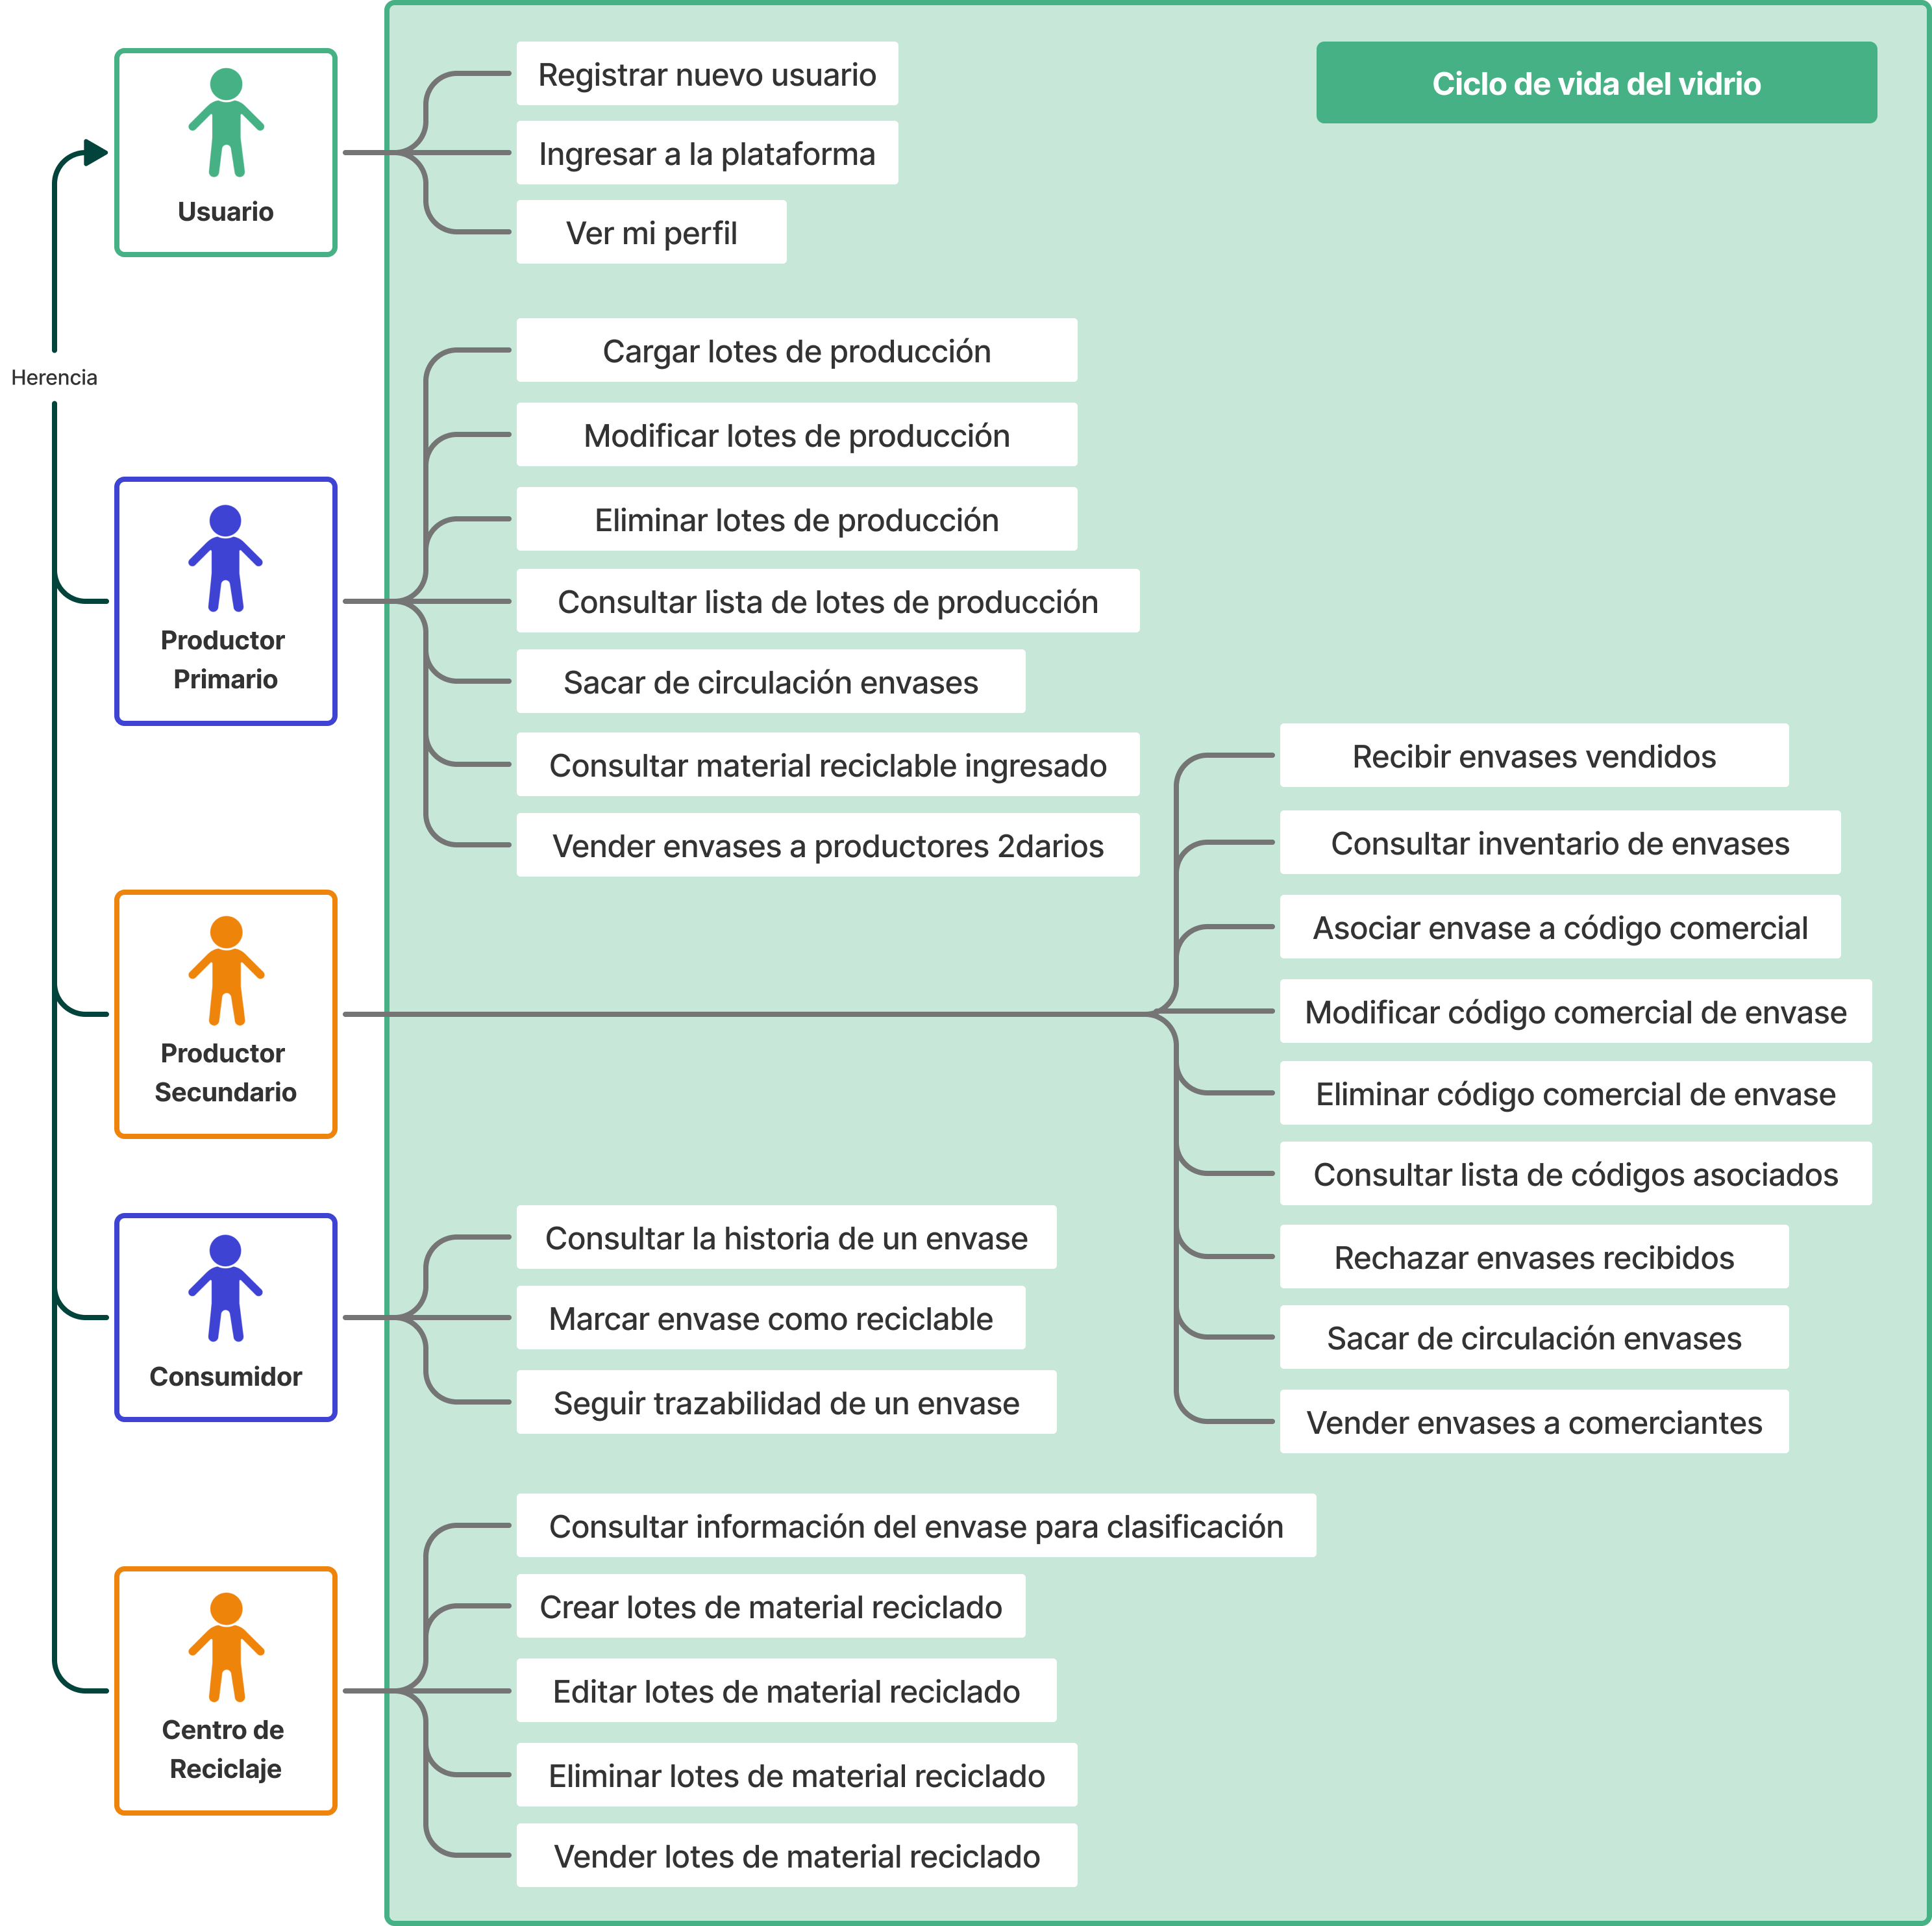 Ciclo de vida del vidrio
Usuario
Registrar nuevo usuario
Ingresar a la plataforma
Ver mi perfil
Herencia
Productor
Primario
Cargar lotes de producción
Modificar lotes de producción
Eliminar lotes de producción
Consultar lista de lotes de producción
Sacar de circulación envases
Consultar material reciclable ingresado
Vender envases a productores 2darios
Productor
Secundario
Recibir envases vendidos
Consultar inventario de envases
Asociar envase a código comercial
Modificar código comercial de envase
Eliminar código comercial de envase
Consultar lista de códigos asociados
Rechazar envases recibidos
Sacar de circulación envases
Vender envases a comerciantes
Consumidor
Consultar la historia de un envase
Marcar envase como reciclable
Seguir trazabilidad de un envase
Centro de
Reciclaje
Consultar información del envase para clasificación
Crear lotes de material reciclado
Editar lotes de material reciclado
Eliminar lotes de material reciclado
Vender lotes de material reciclado